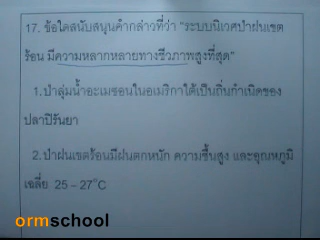 17. ข้อใดสนับสนุนคำกล่าวที่ว่า "ระบบนิเวศป่าฝนเขต
ร้อน มีความหลากหลายทางชีวภาพสูงที่สุด"
1.ป่าลุ่มน้ำอะเมซอนในอเมริกาใต้เป็นถิ่นกำเนิดของ
ปลาปิรันยา
2.ป่าฝนเขตร้อนมีฝนตกหนัก ความชื้นสูง และอุณหภูมิ
เฉลี่ย 25 – 27°C
ormschool